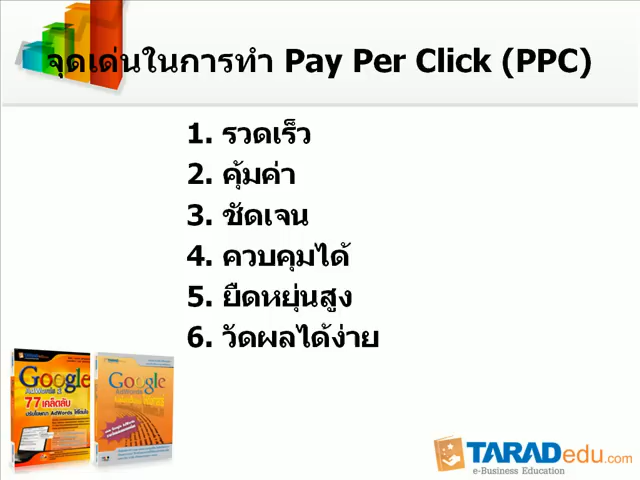 จุดเด่นในการทำ Pay Per Click (PPC)
1. รวดเร็ว
2. คุ้มค่า
3. ชัดเจน
4. ควบคุมได้
5. ยืดหยุ่นสูง
6. วัดผลได้ง่าย
Google
AdWords
77 เคล็ดลับ
Google
AdWords
TARADedu.com
e-Business Education